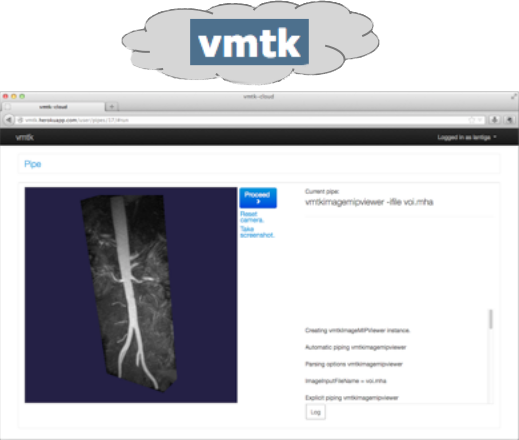 vmtk
vmtk-cloud
vmtk-cloud
vmtk.herokuapp.com/user/pipes/
vmtk
Logged in as lantiga
Pipe
Proceed
Reset
camera.
Take
screenshot.
Current pipe:
vmtkimagemipviewer -ifile voi.mha
Creating vmtkImageMIPViewer instance.
Automatic piping vmtkimagemipviewer
Parsing options vmtkimagemipviewer
ImageInputFileName = voi.mha
Explicit piping vmtkimagemipviewer
Log